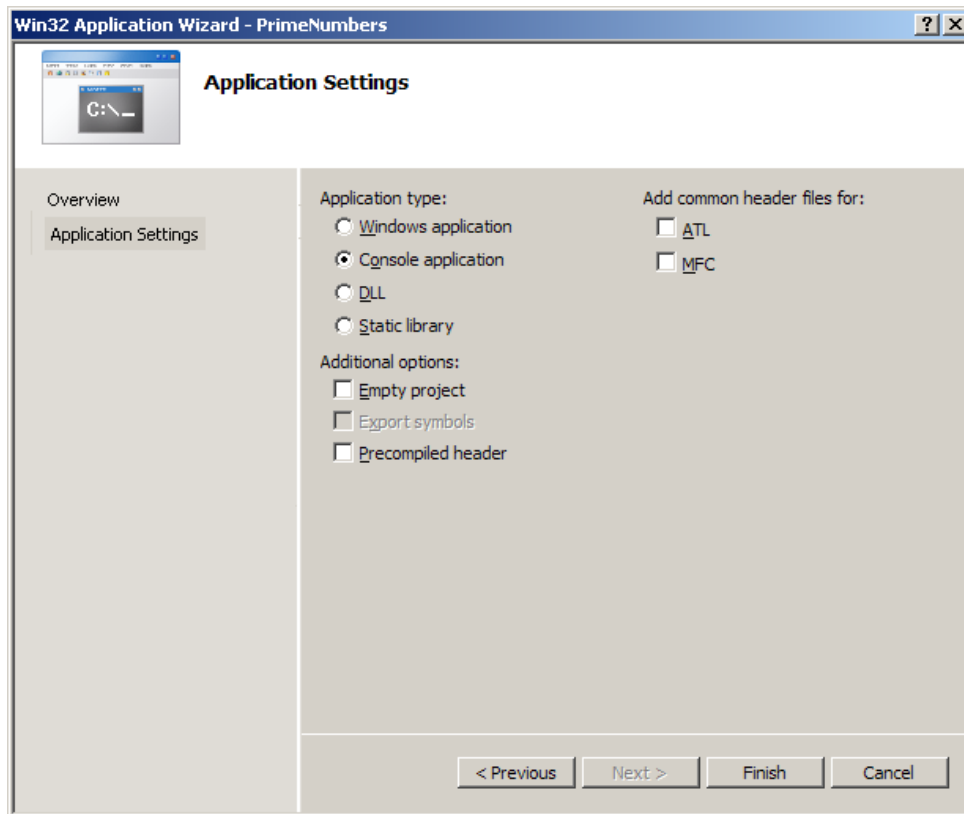 Win32 Application Wizard - PrimeNumbers
C:\_
Application Settings
Overview
Application Settings
Application type:
Windows application
Console application
DLL
Static library
Additional options:
Empty project
Export symbols
Precompiled header
Add common header files for:
ATL
MFC
< Previous
Next >
Finish
Cancel